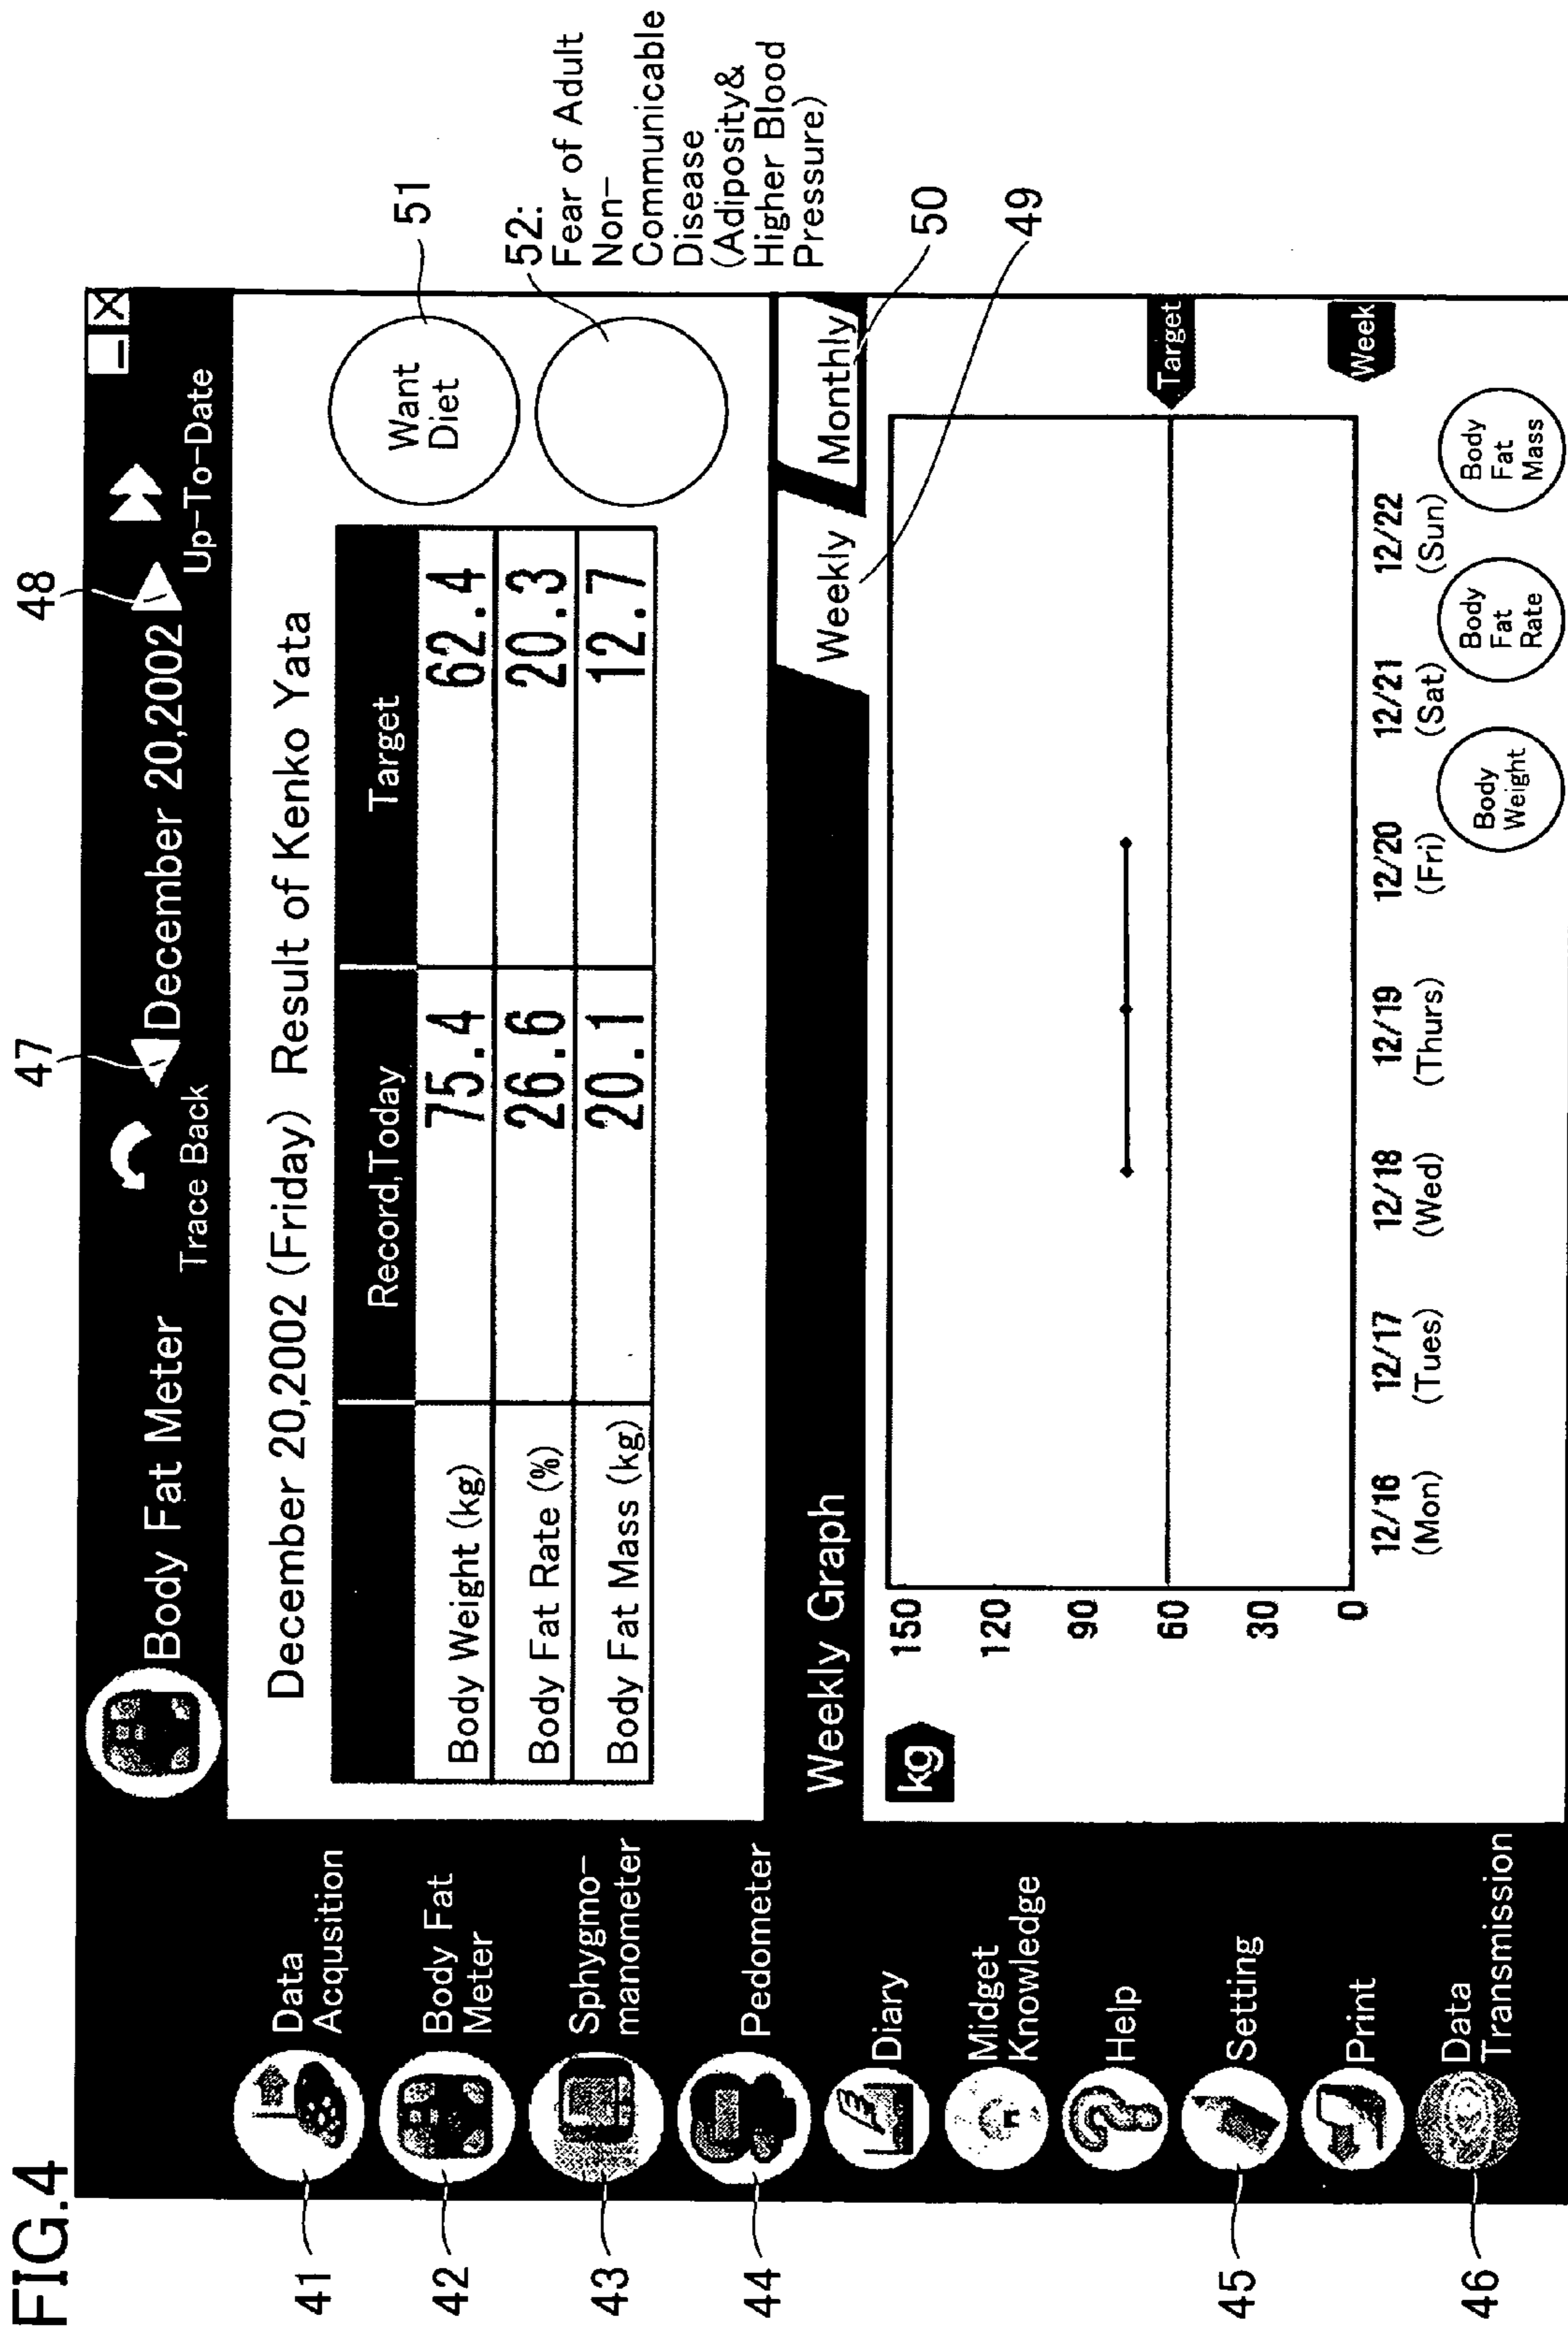 FIG.4
47
48
Body Fat Meter
Trace Back
December 20,2002
Up-To-Date
_ X
41
Data
Acqusition
42
Body Fat
Meter
43
Sphygmo-
manometer
44
Pedometer
Diary
Midget
Knowledge
Help
45
Setting
Print
46
Data
Transmission
December 20,2002 (Friday) Result of Kenko Yata
Record,Today Target
Body Weight (kg) 75.4 62.4
Body Fat Rate (%) 26.6 20.3
Body Fat Mass (kg) 20.1 12.7
Want
Diet
51
52:
Fear of Adult
Non-
Communicable
Disease
(Adiposity&
Higher Blood
Pressure)
50
49
Weekly Graph
Weekly
Monthly
kg
150
120
90
60
30
0
Target
Week
12/16 12/17 12/18 12/19 12/20 12/21 12/22
(Mon) (Tues) (Wed) (Thurs) (Fri) (Sat) (Sun)
Body
Weight
Body
Fat
Rate
Body
Fat
Mass